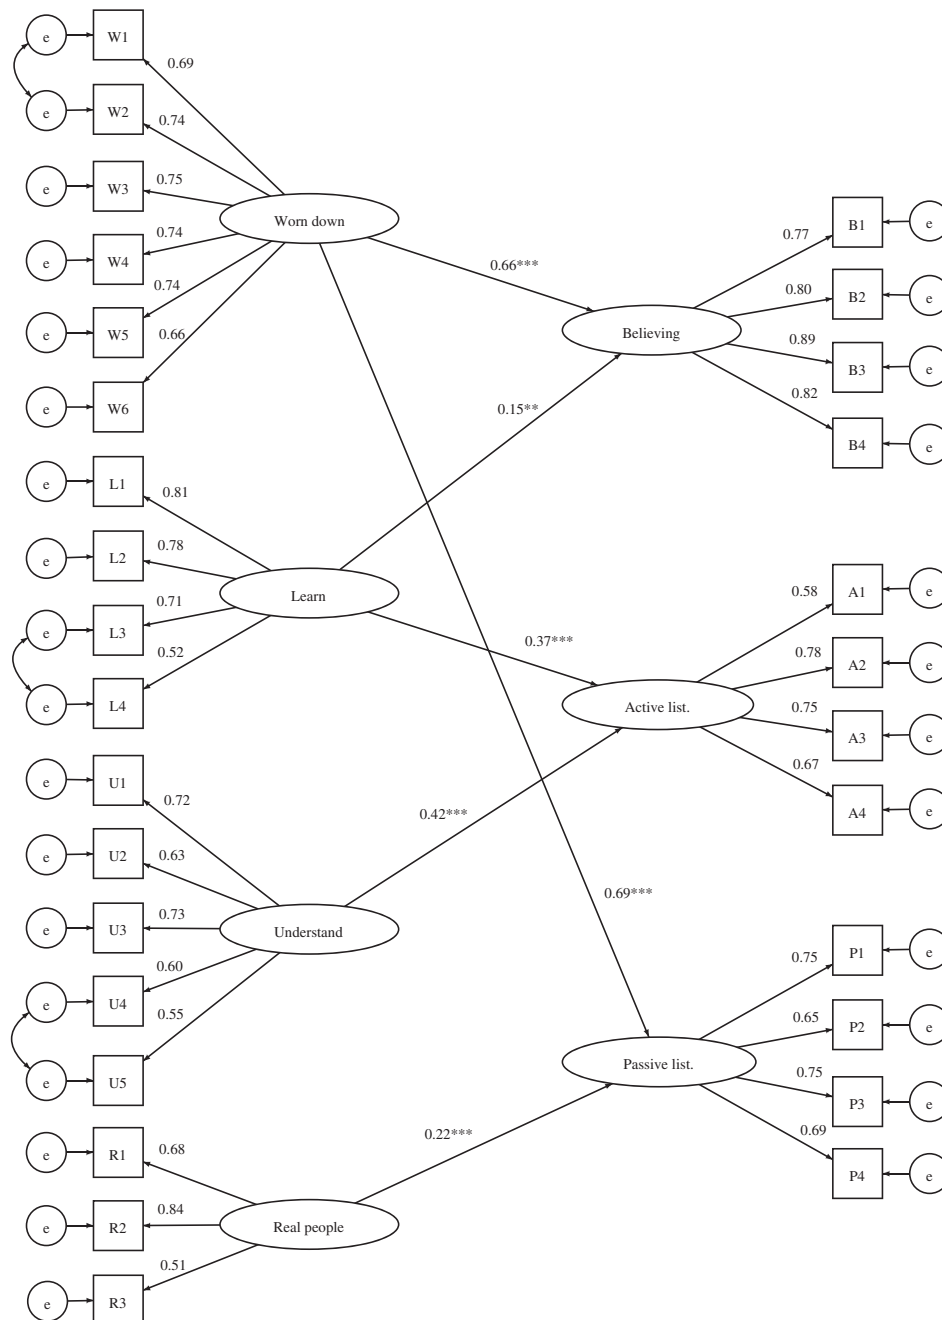 e W1
0.69
e W2
0.74
e W3
0.75
Worn down
e W4
0.74
0.74
e W5
0.66
e W6
0.66***
B1 e
0.77
B2 e
0.80
Believing
0.89
B3 e
0.82
B4 e
0.15**
e L1
0.81
e L2
0.78
Learn
0.71
e L3
0.52
e L4
0.37***
A1 e
0.58
A2 e
0.78
Active list.
0.75
A3 e
0.67
A4 e
e U1
0.72
0.42***
e U2
0.63
0.73
e U3
Understand
0.60
e U4
0.55
e U5
0.69***
P1 e
0.75
P2 e
0.65
Passive list.
0.75
P3 e
0.69
P4 e
e R1
0.68
0.22***
0.84
e R2
Real people
0.51
e R3